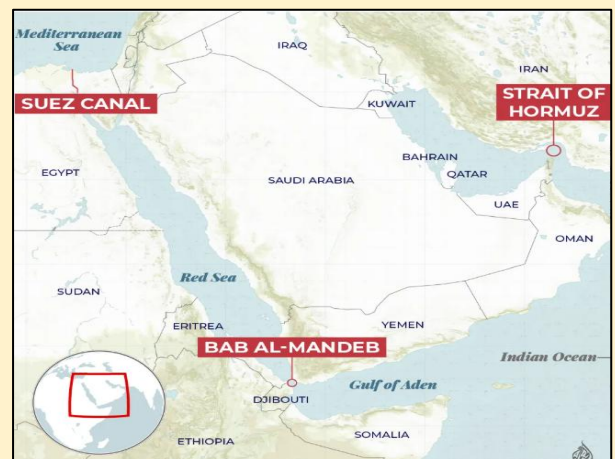 Mediterranean
Sea
IRAQ
IRAN
SUEZ CANAL
KUWAIT
STRAIT OF
HORMUZ
BAHRAIN
EGYPT
SAUDI ARABIA
QATAR
UAE
OMAN
Red Sea
SUDAN
ERITREA
YEMEN
BAB AL-MANDEB
Indian Ocean
Gulf of Aden
DJIBOUTI
SOMALIA
ETHIOPIA